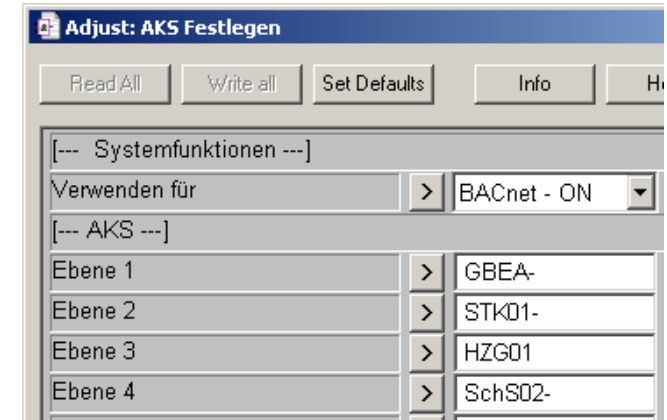 Adjust: AKS Festlegen
Read All Write all Set Defaults Info
[--- Systemfunktionen ---]
Verwenden für > BACnet - ON
[--- AKS ---]
Ebene 1 > GBEA-
Ebene 2 > STK01-
Ebene 3 > HZG01
Ebene 4 > SchS02-